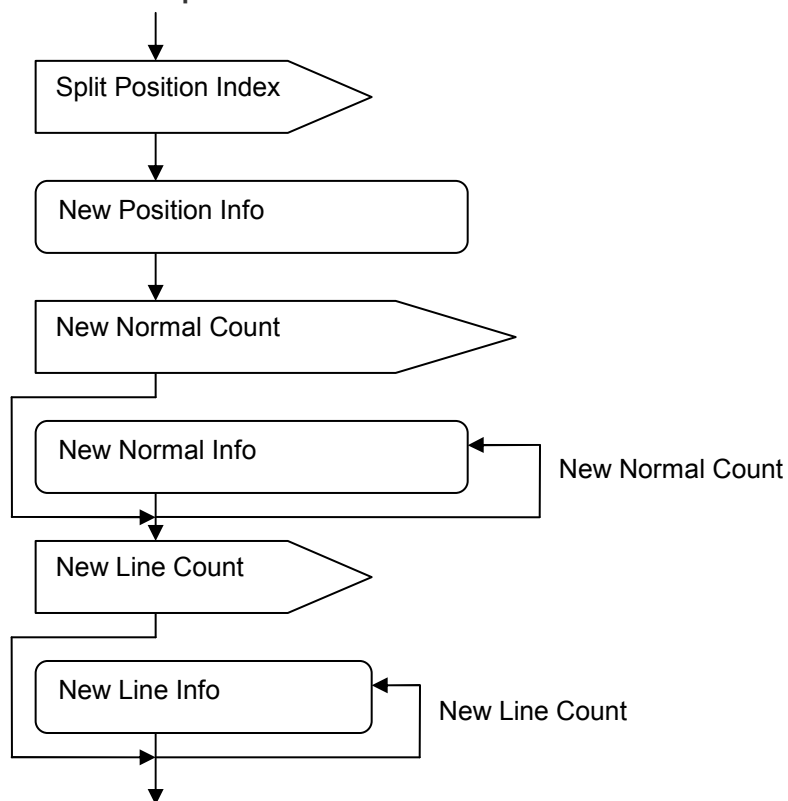 Split Position Index
New Position Info
New Normal Count
New Normal Info
New Normal Count
New Line Count
New Line Info
New Line Count